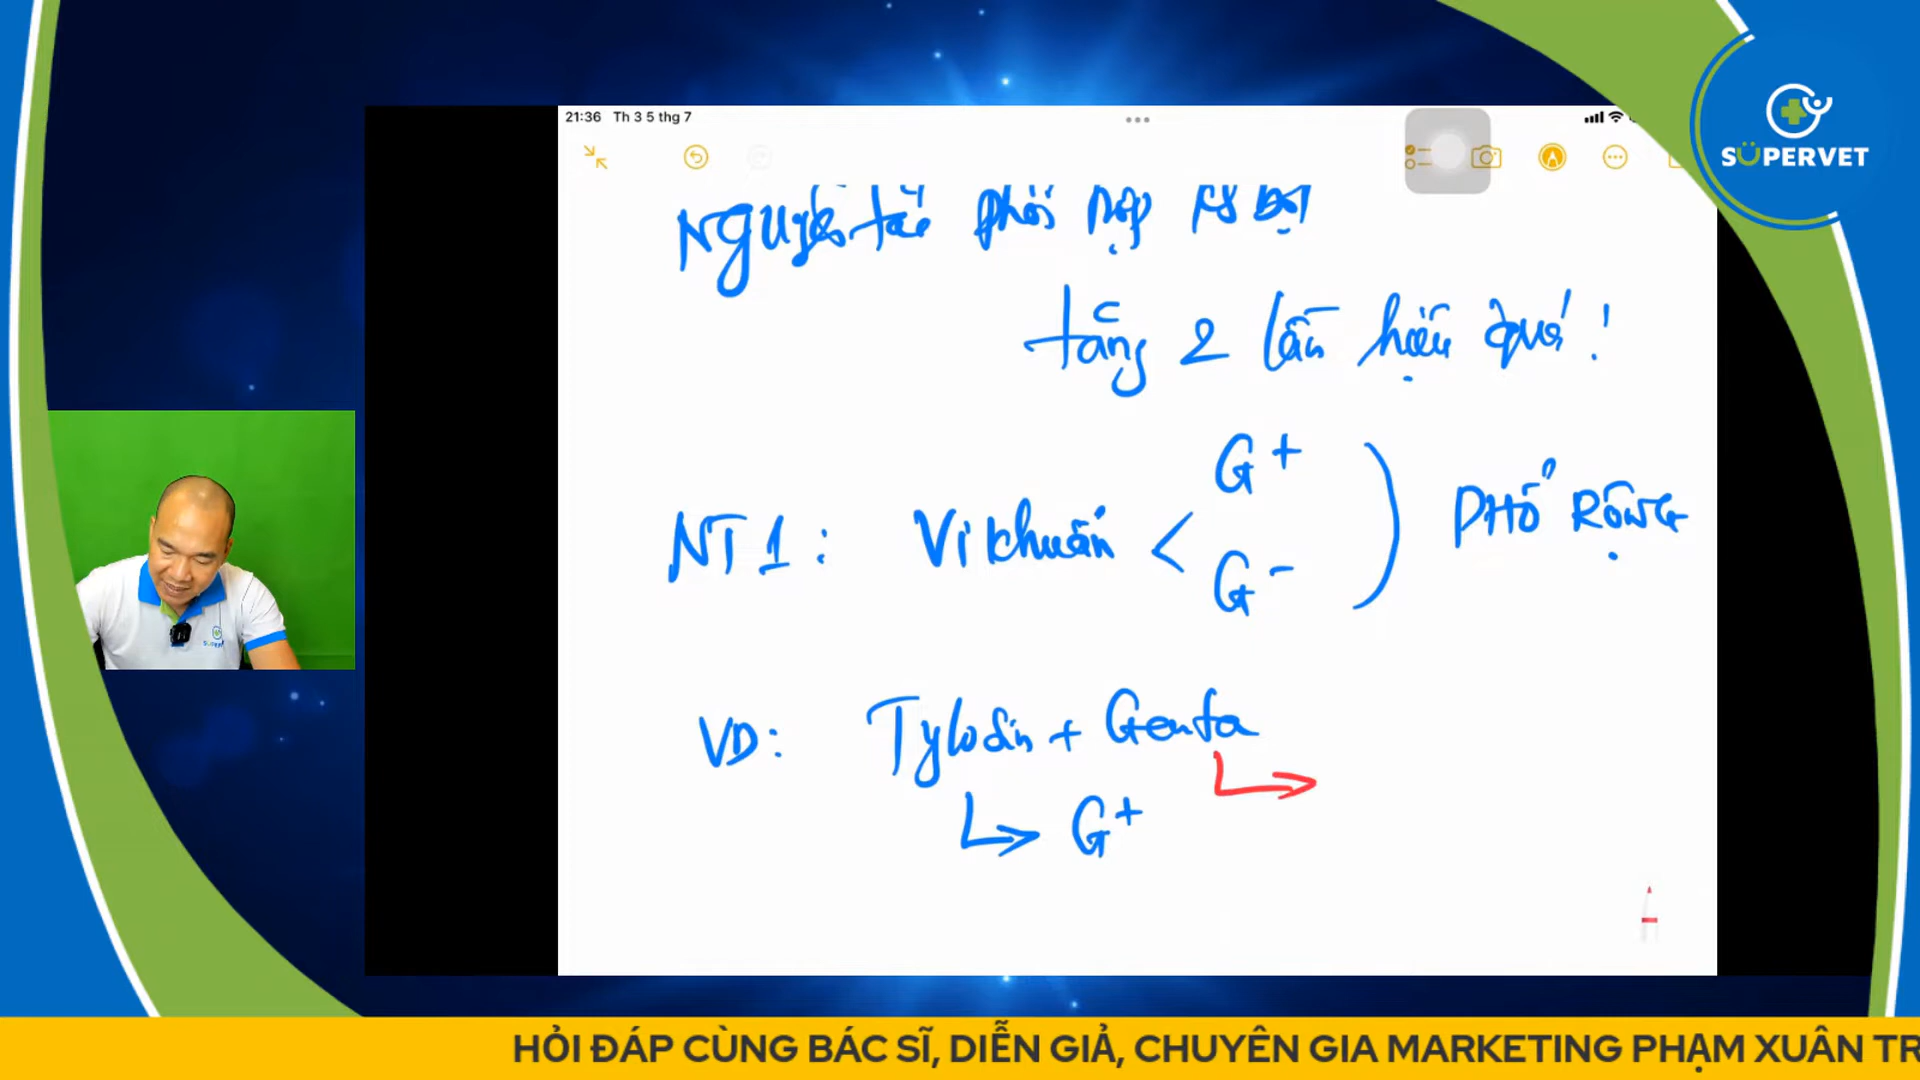 21:36 Th 3 5 thg 7
SÜPERVET
Nguyên tắc phối hợp KS
tăng 2 lần hiệu quả!
NT1: Vi khuẩn < G+ G- ) PHỔ RỘNG
VD: Tylosin + Genta
G+
HỎI ĐÁP CÙNG BÁC SĨ, DIỄN GIẢ, CHUYÊN GIA MARKETING PHẠM XUÂN TR